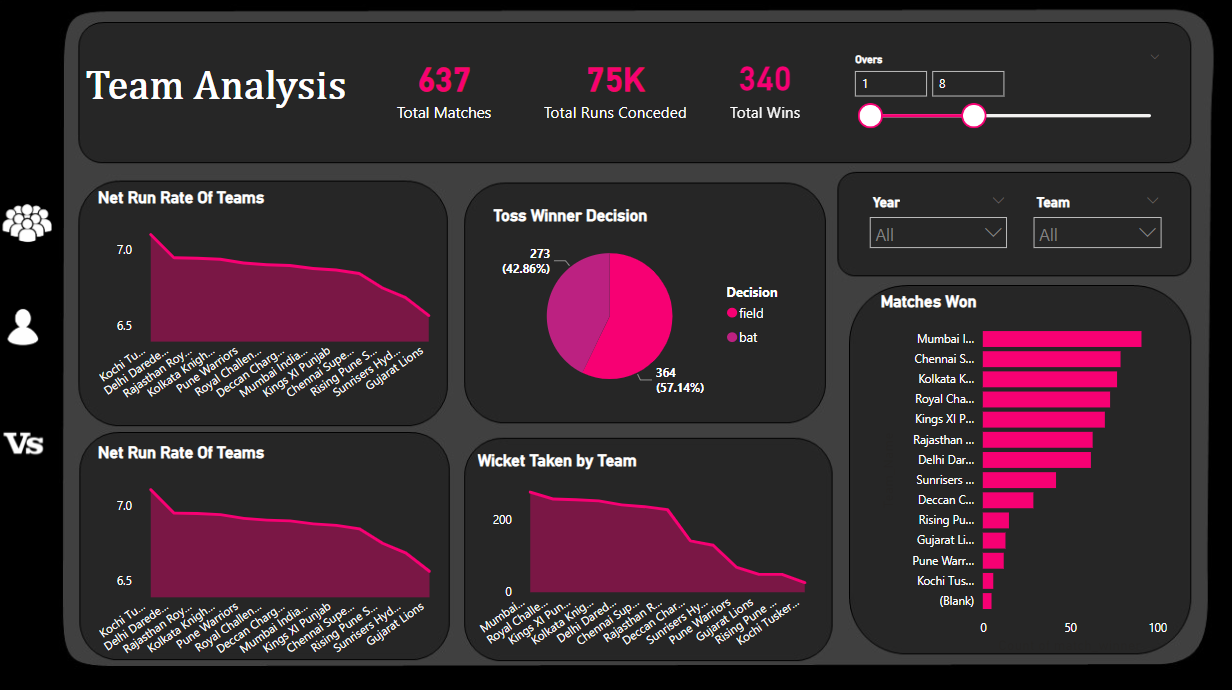 Team Analysis
637
Total Matches
75K
Total Runs Conceded
340
Total Wins
Overs
1
8
Net Run Rate Of Teams
7.0
6.5
Kochi Tu...
Delhi Darede...
Rajasthan Roy...
Kolkata Knigh...
Pune Warriors
Royal Challen...
Deccan Charg...
Mumbai India...
Kings XI Punjab
Chennai Supe...
Rising Pune S...
Sunrisers Hyd...
Gujarat Lions
Toss Winner Decision
273
(42.86%)
364
(57.14%)
Decision
field
bat
Year
All
Team
All
Matches Won
Mumbai I...
Chennai S...
Kolkata K...
Royal Cha...
Kings XI P...
Rajasthan ...
Delhi Dar...
Sunrisers ...
Deccan C...
Rising Pu...
Gujarat Li...
Pune Warr...
Kochi Tus...
(Blank)
0
50
100
Vs
Net Run Rate Of Teams
7.0
6.5
Kochi Tu...
Delhi Darede...
Rajasthan Roy...
Kolkata Knigh...
Pune Warriors
Royal Challen...
Deccan Charg...
Mumbai India...
Kings XI Punjab
Chennai Supe...
Rising Pune S...
Sunrisers Hyd...
Gujarat Lions
Wicket Taken by Team
200
0
Mumbai...
Royal Challe...
Kings XI Pun...
Kolkata Knig...
Delhi Dared...
Chennai Sup...
Rajasthan R...
Deccan Char...
Sunrisers Hy...
Pune Warriors
Gujarat Lions
Rising Pune ...
Kochi Tusker...